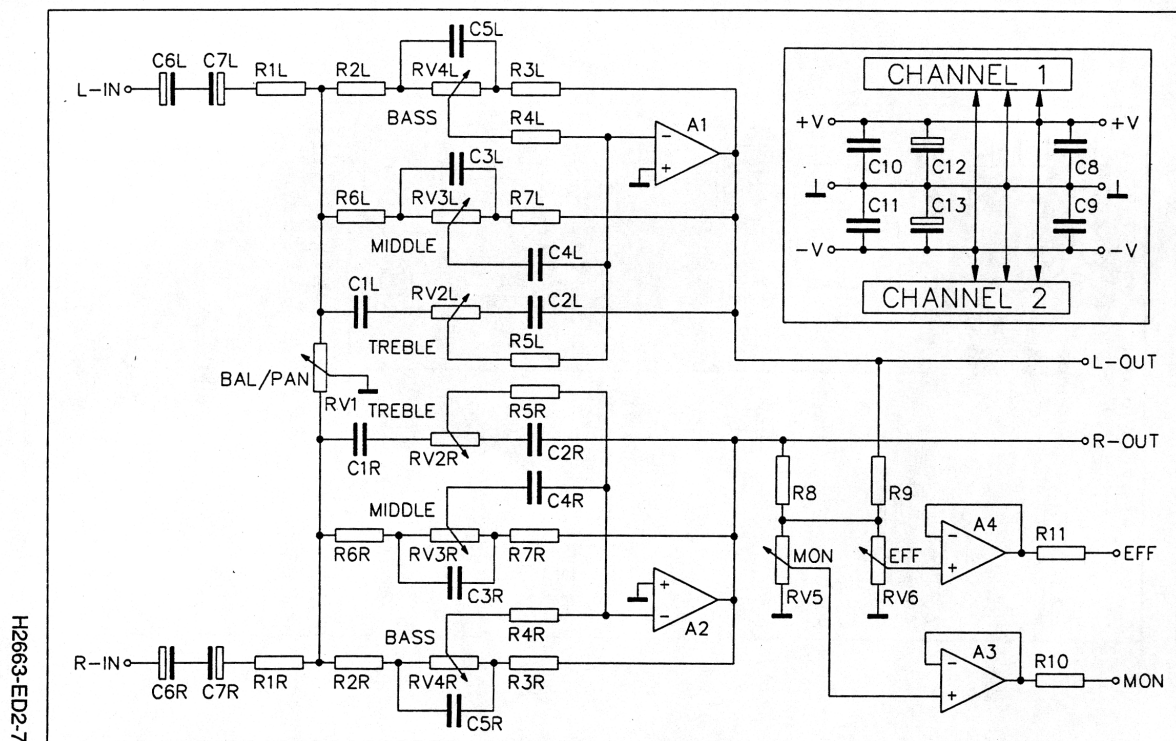 C5L
C6L C7L R1L R2L RV4L R3L
L-IN
BASS
R4L
A1
−
+
C3L
R6L RV3L R7L
MIDDLE
C4L
C1L RV2L C2L
TREBLE
R5L
BAL/PAN
RV1
TREBLE
R5R
C1R RV2R C2R
C4R
MIDDLE
R6R RV3R R7R
C3R
+
−
A2
R4R
BASS
R-IN
C6R C7R R1R R2R RV4R R3R
C5R
CHANNEL 1
+V +V
C10 C12 C8
C11 C13 C9
-V -V
CHANNEL 2
L-OUT
R-OUT
R8 R9
A4
−
+
R11
EFF
MON EFF
RV5 RV6
A3
−
+
R10
MON
H2663-ED2-7